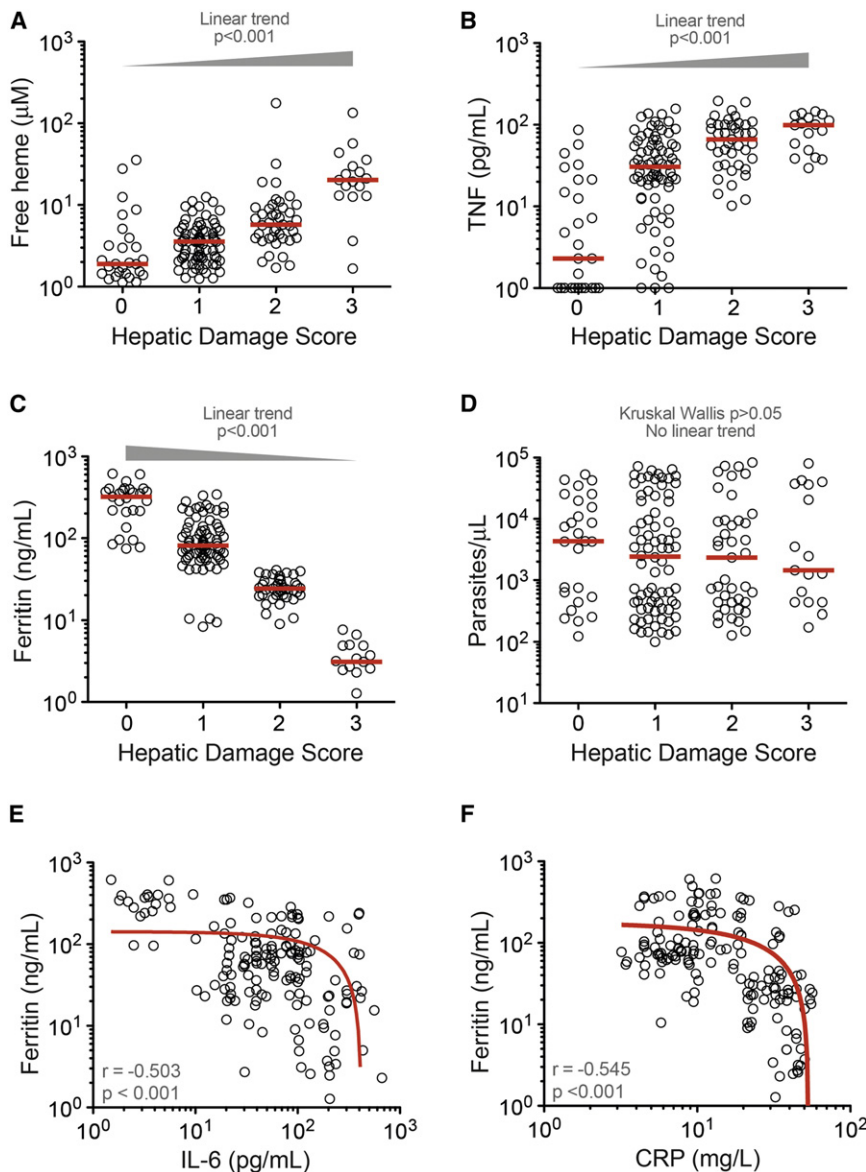 A
Linear trend
p<0.001
Free heme (μM)
10³
10²
10¹
10⁰
0 1 2 3
Hepatic Damage Score
B
Linear trend
p<0.001
TNF (pg/mL)
10³
10²
10¹
10⁰
0 1 2 3
Hepatic Damage Score
C
Linear trend
p<0.001
Ferritin (ng/mL)
10³
10²
10¹
10⁰
0 1 2 3
Hepatic Damage Score
D
Kruskal Wallis p>0.05
No linear trend
Parasites/μL
10⁵
10⁴
10³
10²
10¹
0 1 2 3
Hepatic Damage Score
E
Ferritin (ng/mL)
10³
10²
10¹
10⁰
r = -0.503
p < 0.001
10⁰ 10¹ 10² 10³
IL-6 (pg/mL)
F
Ferritin (ng/mL)
10³
10²
10¹
10⁰
r = -0.545
p <0.001
10⁰ 10¹ 10²
CRP (mg/L)